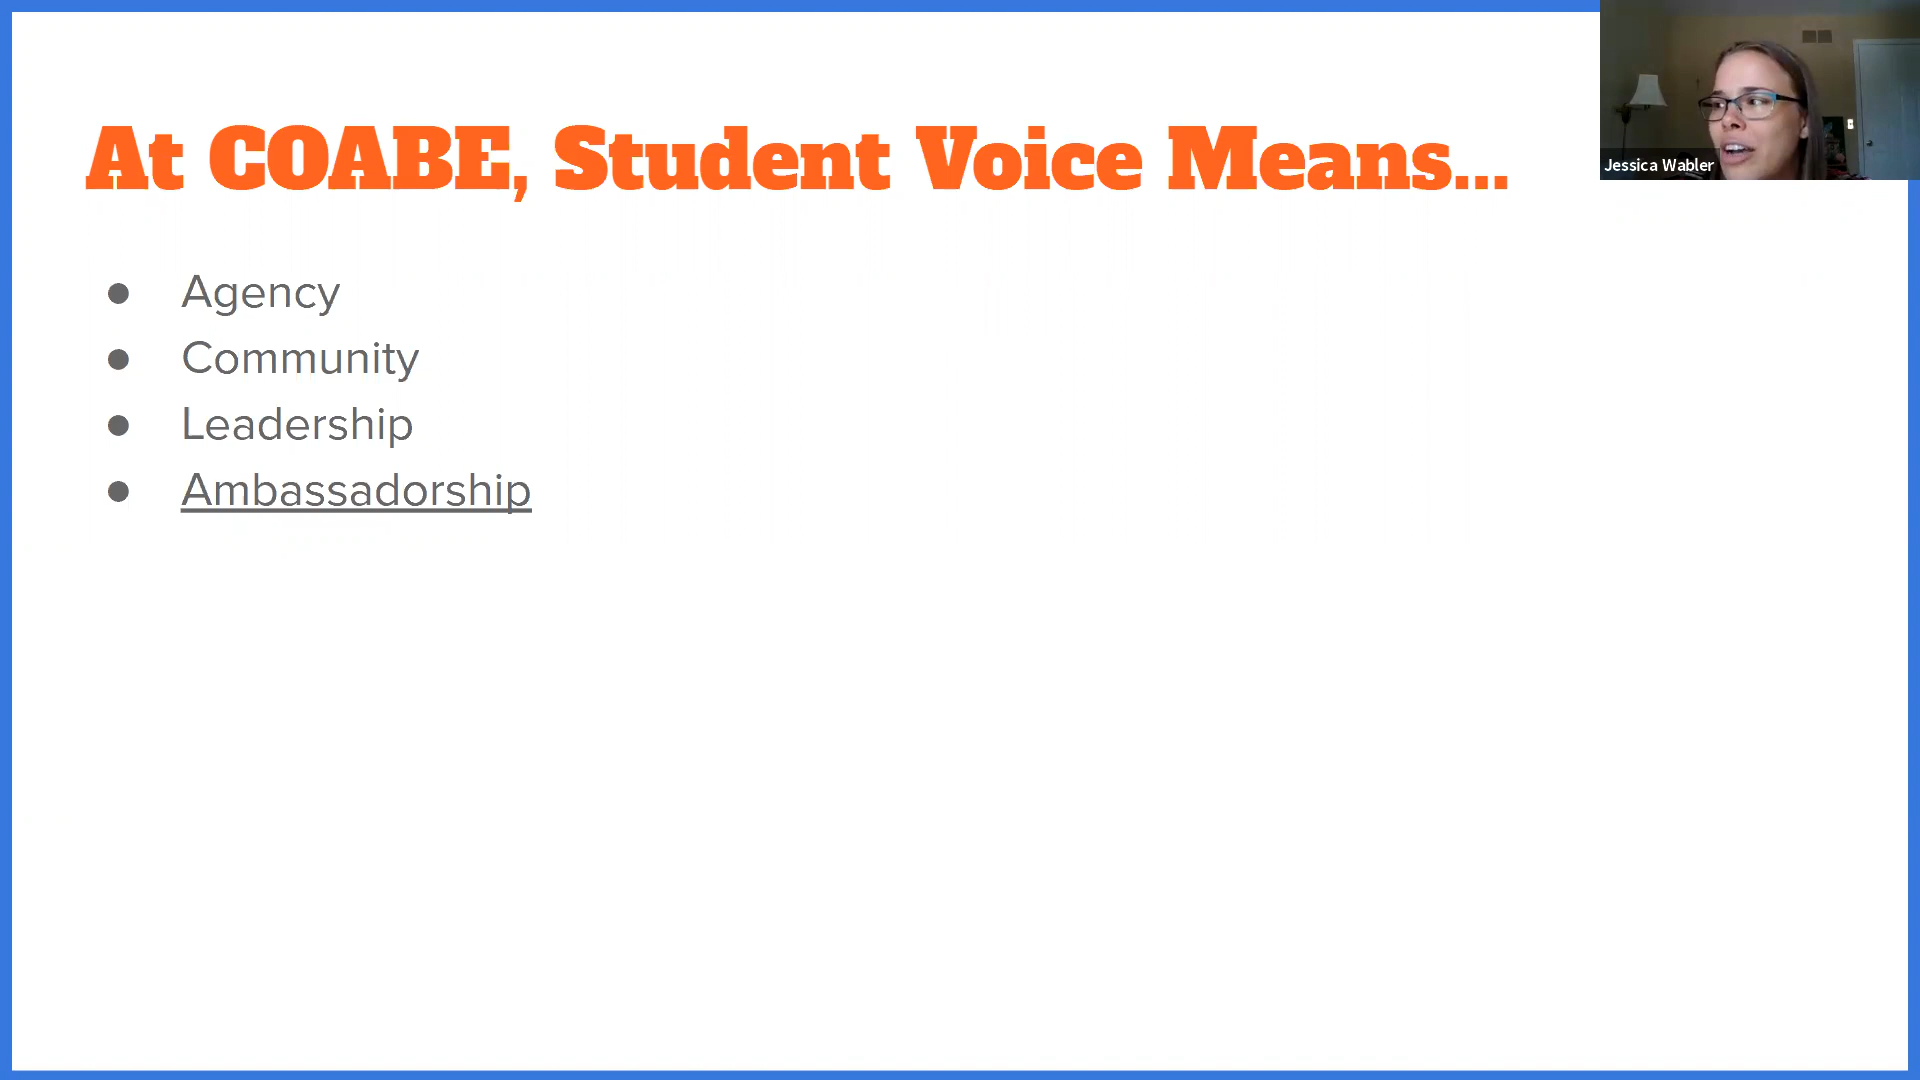 At COABE, Student Voice Means...
Jessica Wabler
● Agency
● Community
● Leadership
● Ambassadorship